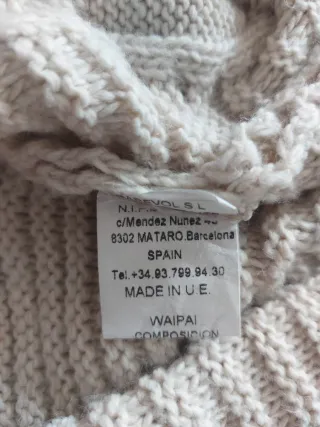 S L
N.I.F.
c/Mendez Nunez
8302 MATARO.Barcelona
SPAIN
Tel.+34.93.799.94.30
MADE IN U E.
WAIPAI
COMPOSICION